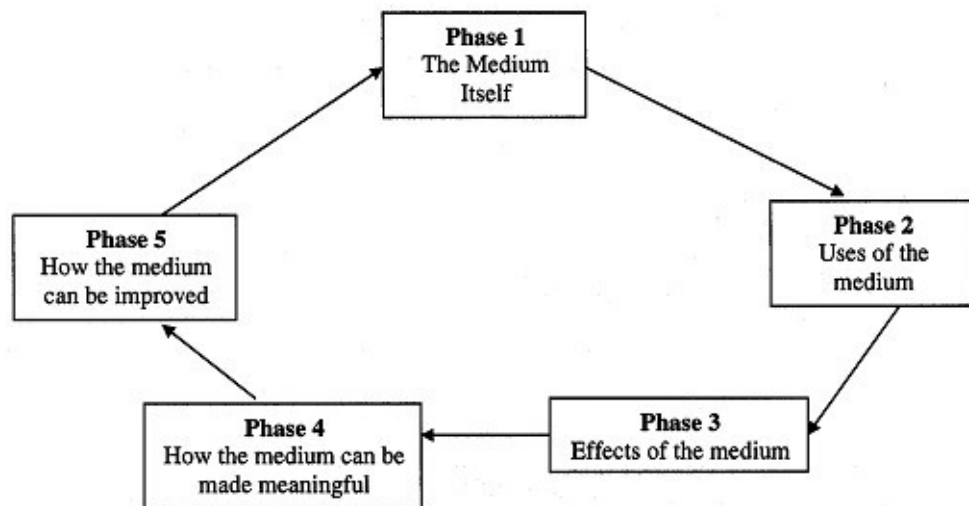 Phase 1
The Medium
Itself
Phase 2
Uses of the
medium
Phase 3
Effects of the medium
Phase 4
How the medium can be
made meaningful
Phase 5
How the medium
can be improved